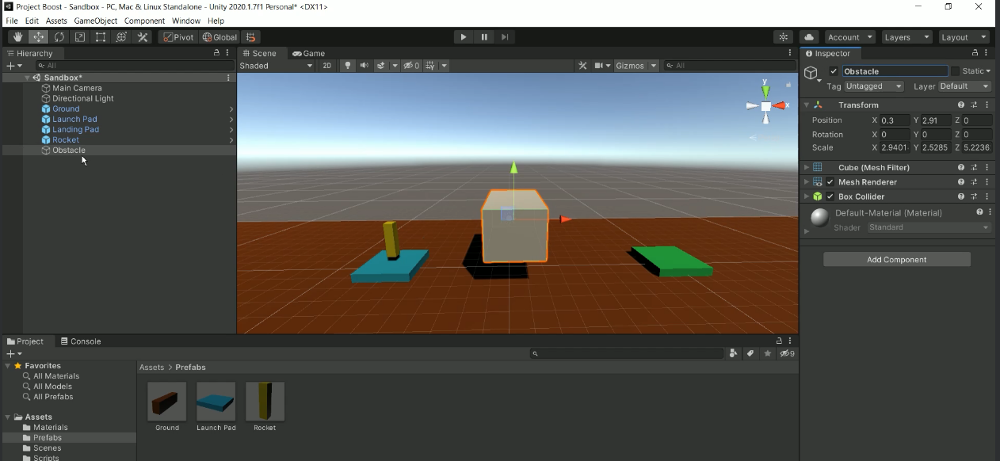 Project Boost - Sandbox - PC, Mac & Linux Standalone - Unity 2020.1.7f1 Personal* <DX11>
File Edit Assets GameObject Component Window Help
Pivot Global Account Layers Layout
Hierarchy
All
Sandbox*
Main Camera
Directional Light
Ground
Launch Pad
Landing Pad
Rocket
Obstacle
Scene Game
Shaded 2D 0 Gizmos All
y
x
Inspector
Obstacle Static
Tag Untagged Layer Default
Transform
Position X 0.3 Y 2.91 Z 0
Rotation X 0 Y 0 Z 0
Scale X 2.9401 Y 2.5285 Z 5.2236
Cube (Mesh Filter)
Mesh Renderer
Box Collider
Default-Material (Material)
Shader Standard
Add Component
Project Console
9
Favorites
All Materials
All Models
All Prefabs
Assets
Materials
Prefabs
Scenes
Scripts
Assets > Prefabs
Ground Launch Pad Rocket